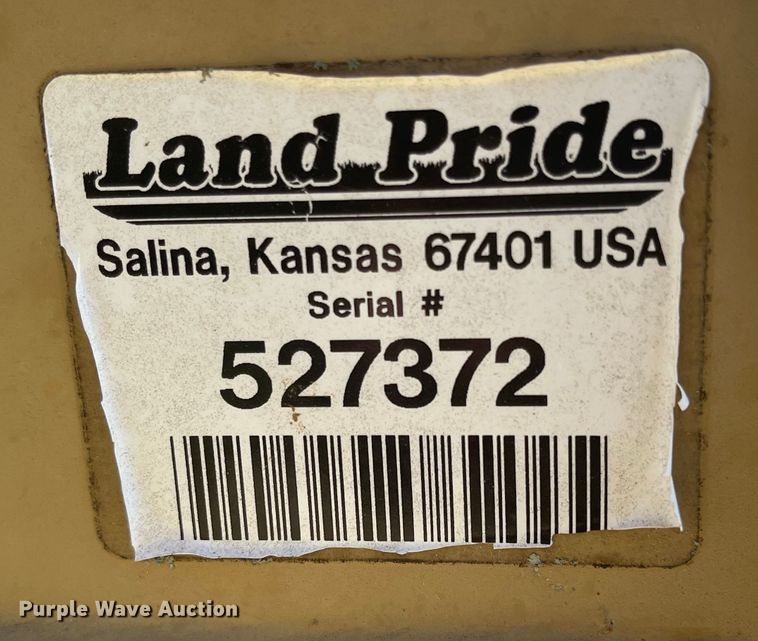 Land Pride
Salina, Kansas 67401 USA
Serial #
527372
Purple Wave Auction